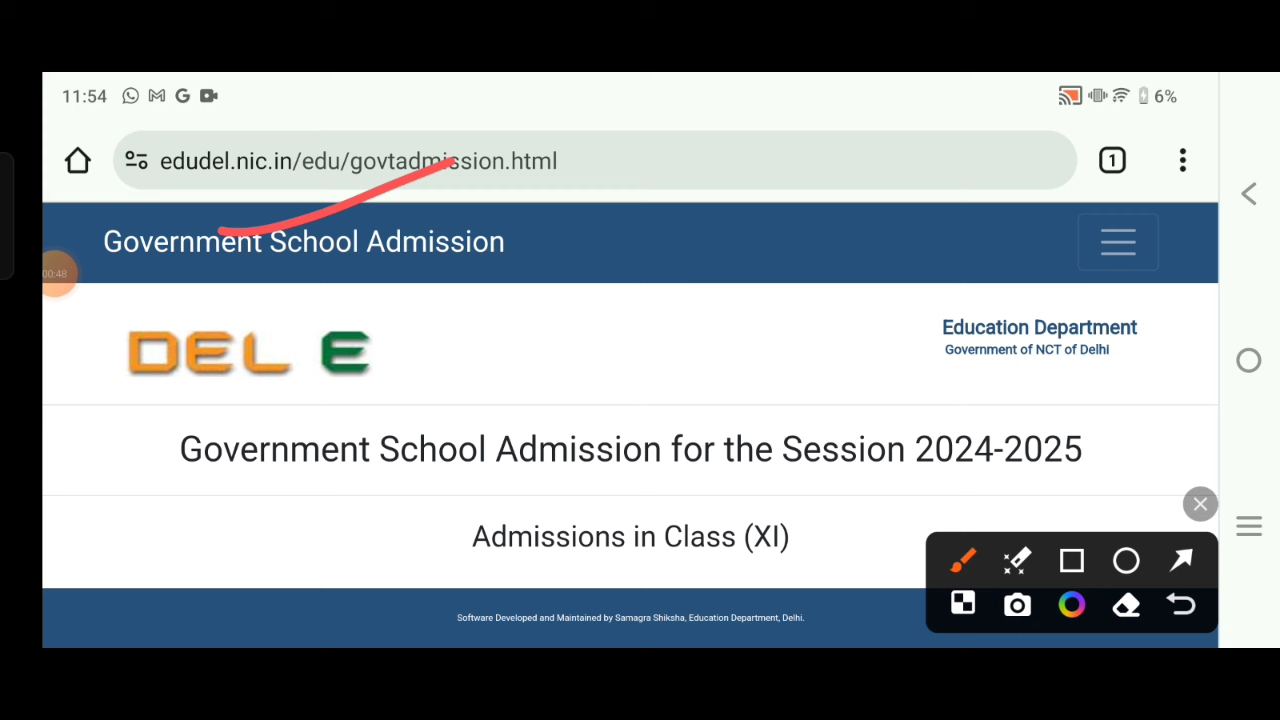 11:54
6%
edudel.nic.in/edu/govtadmission.html
1
Government School Admission
00:48
DEL E
Education Department
Government of NCT of Delhi
Government School Admission for the Session 2024-2025
Admissions in Class (XI)
Software Developed and Maintained by Samagra Shiksha, Education Department, Delhi.